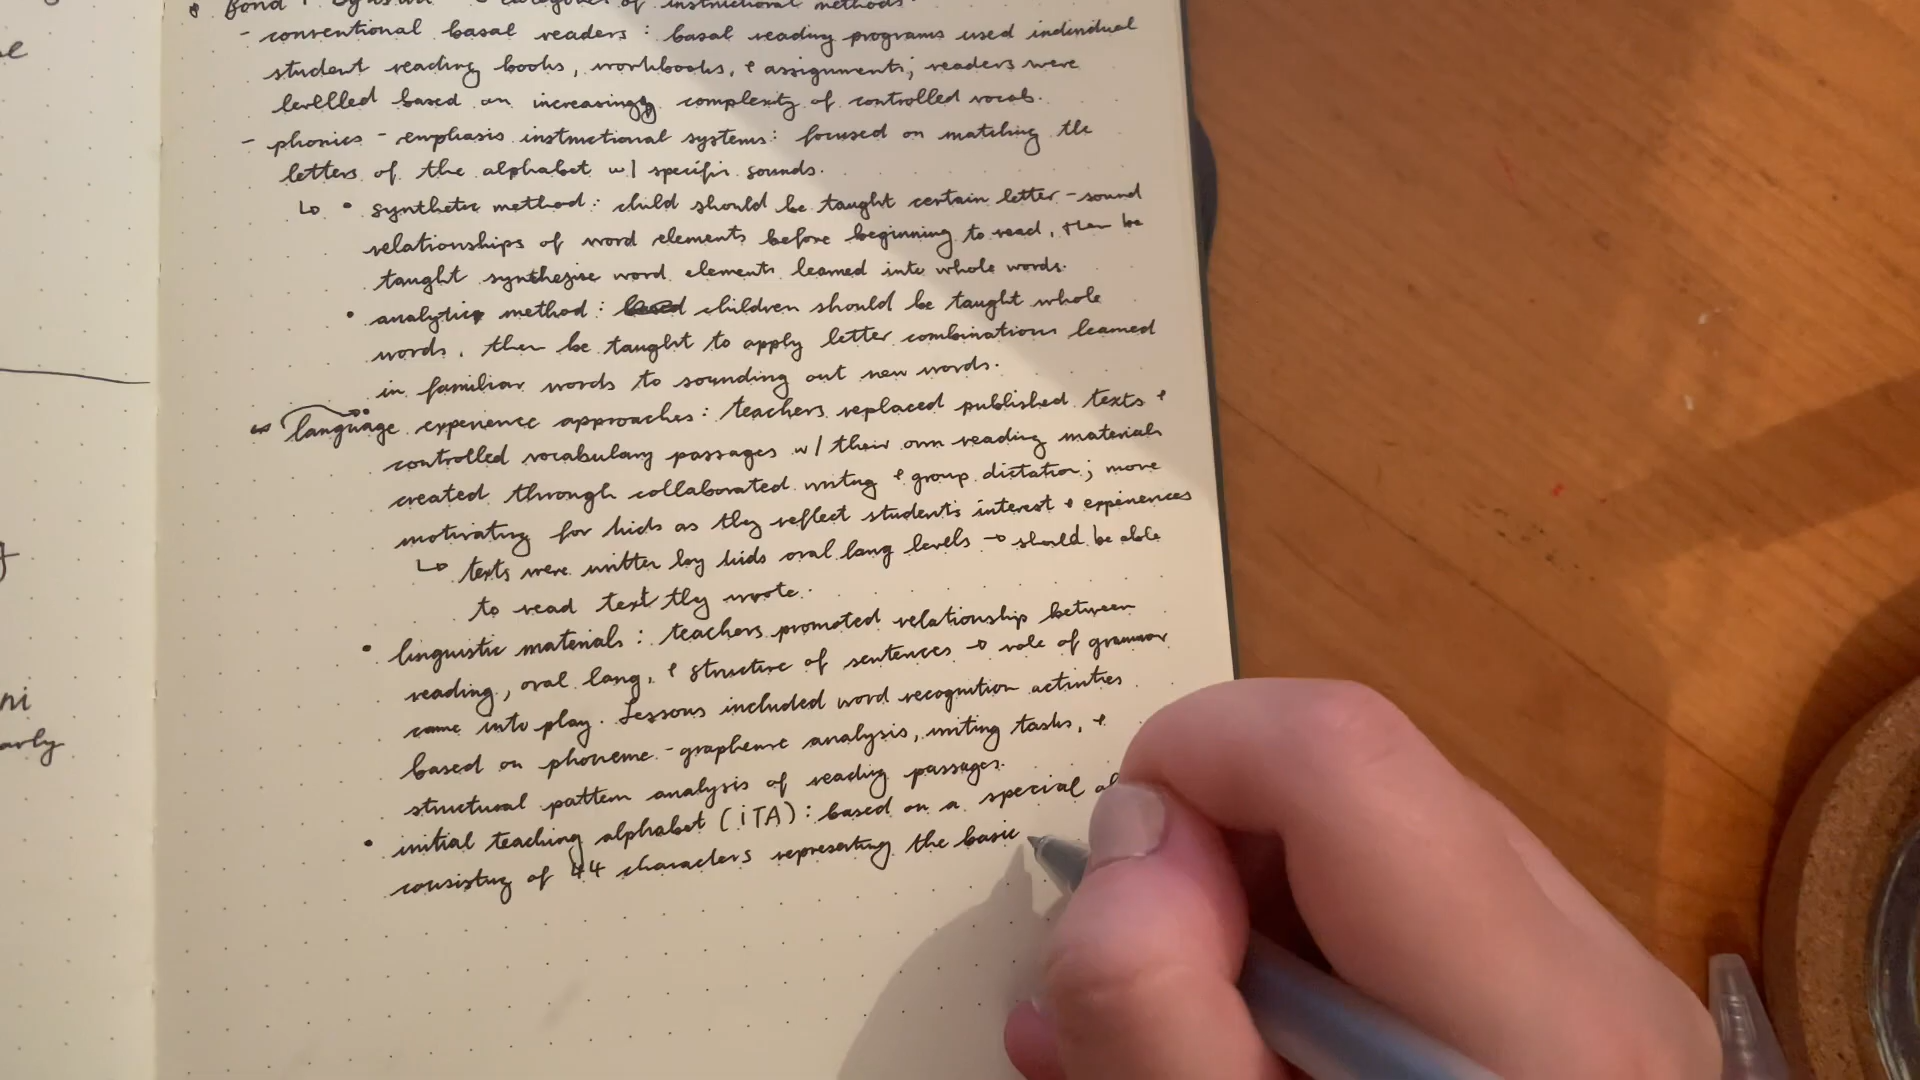 instructional methods.
- conventional basal readers : basal reading programs used individual
student reading books, workbooks, & assignments; readers were
levelled based on increasingly complexity of controlled vocab.
- phonics - emphasis instructional systems : focused on matching the
letters of the alphabet w/ specific sounds.
↳ • synthetic method : child should be taught certain letter - sound
relationships of word elements before beginning to read, then be
taught synthesise word elements learned into whole words.
• analytic method : children should be taught whole
words, then be taught to apply letter combinations learned
in familiar words to sounding out new words.
language experience approaches : teachers replaced published texts &
controlled vocabulary passages w/ their own reading materials
created through collaborated writing & group dictation; more
motivating for kids as they reflect students interest & experiences
↳ texts were written by kids oral lang levels → should be able
to read text they wrote.
• linguistic materials : teachers promoted relationship between
reading, oral lang, & structure of sentences → role of grammar
came into play. Lessons included word recognition activities
based on phoneme - grapheme analysis, writing tasks, &
structural pattern analysis of reading passages.
• initial teaching alphabet (iTA) : based on a special
consisting of 44 characters representing the basic